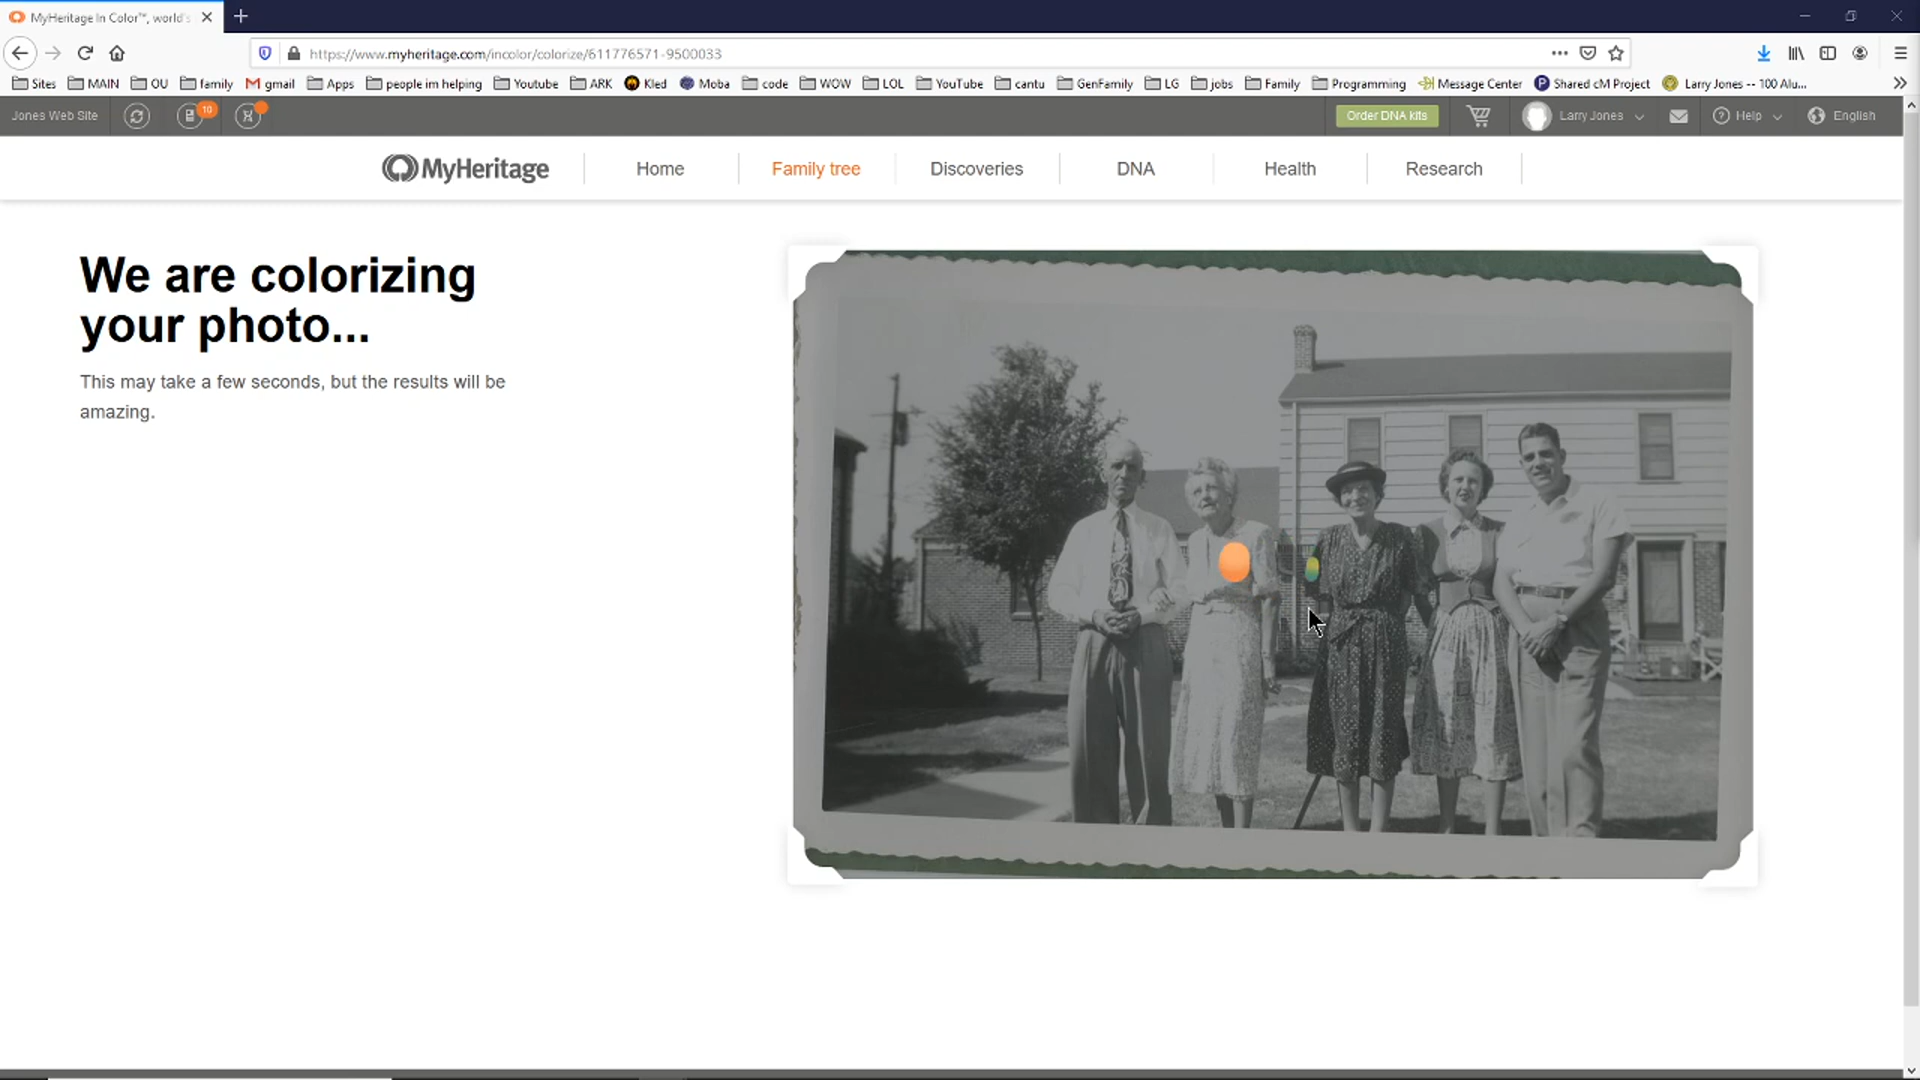 MyHeritage In Color™, world's
https://www.myheritage.com/incolor/colorize/611776571-9500033
Sites MAIN OU family gmail Apps people im helping Youtube ARK Kled Moba code WOW LOL YouTube cantu GenFamily LG jobs Family Programming Message Center Shared cM Project Larry Jones -- 100 Alu...
Jones Web Site 10 Order DNA kits Larry Jones Help English
MyHeritage Home Family tree Discoveries DNA Health Research
We are colorizing
your photo...
This may take a few seconds, but the results will be
amazing.